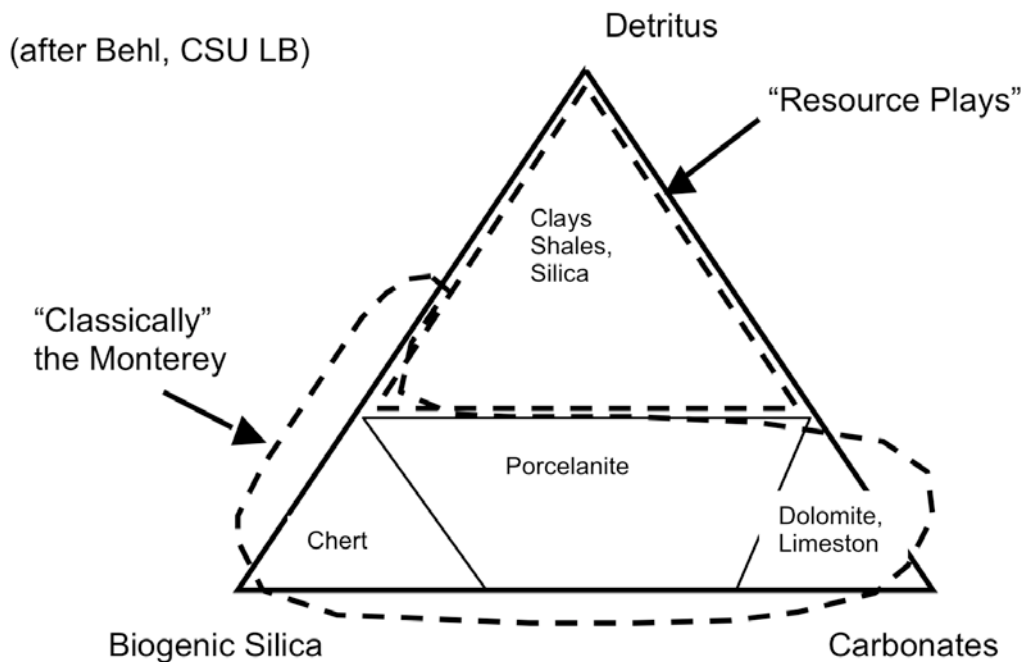 Detritus
(after Behl, CSU LB)
“Resource Plays”
Clays
Shales,
Silica
“Classically”
the Monterey
Porcelanite
Chert
Dolomite,
Limeston
Biogenic Silica
Carbonates